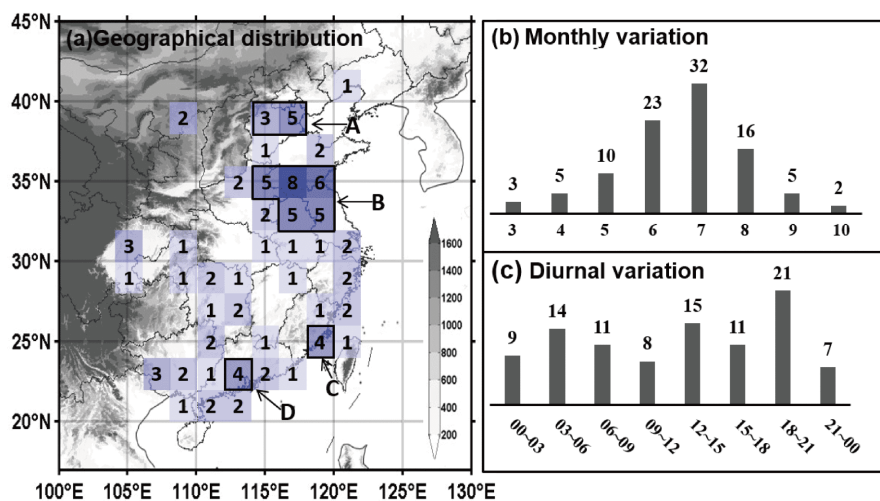 (a)Geographical distribution
45°N
40°N
35°N
30°N
25°N
20°N
100°E 105°E 110°E 115°E 120°E 125°E 130°E
1
2 3 5
A
1 2
2 5 8 6
B
2 5 5
3 1 1 1 1 2
1 1 2 1 1 2
1 2 1 2
2 1 4 1
C
3 2 1 4 2 1
D
1 2 2
1600
1400
1200
1000
800
600
400
200
(b) Monthly variation
3 5 10 23 32 16 5 2
3 4 5 6 7 8 9 10
(c) Diurnal variation
9 14 11 8 15 11 21 7
00~03 03~06 06~09 09~12 12~15 15~18 18~21 21~00